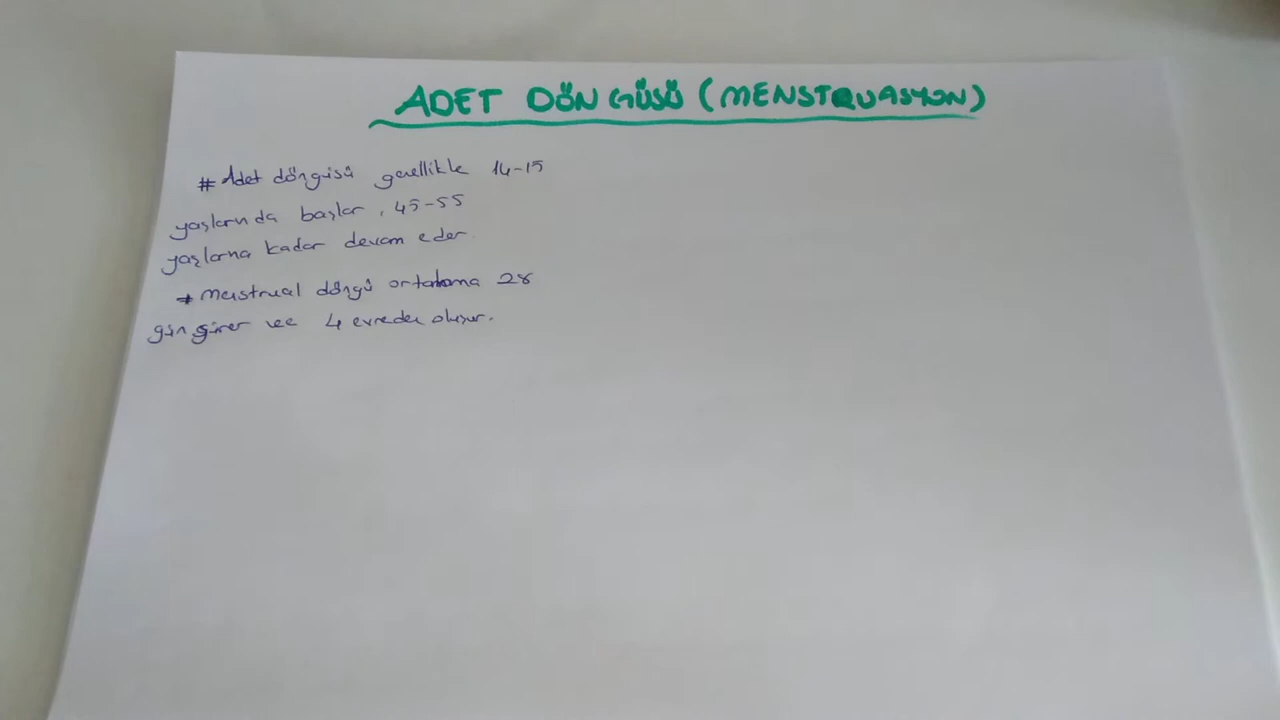 ADET DÖNGÜSÜ (MENSTRUASYON)
# Adet döngüsü genellikle 14-15
yaşlarında başlar, 45-55
yaşlarına kadar devam eder.
* Menstrual döngü ortalama 28
gün sürer ve 4 evreden oluşur.